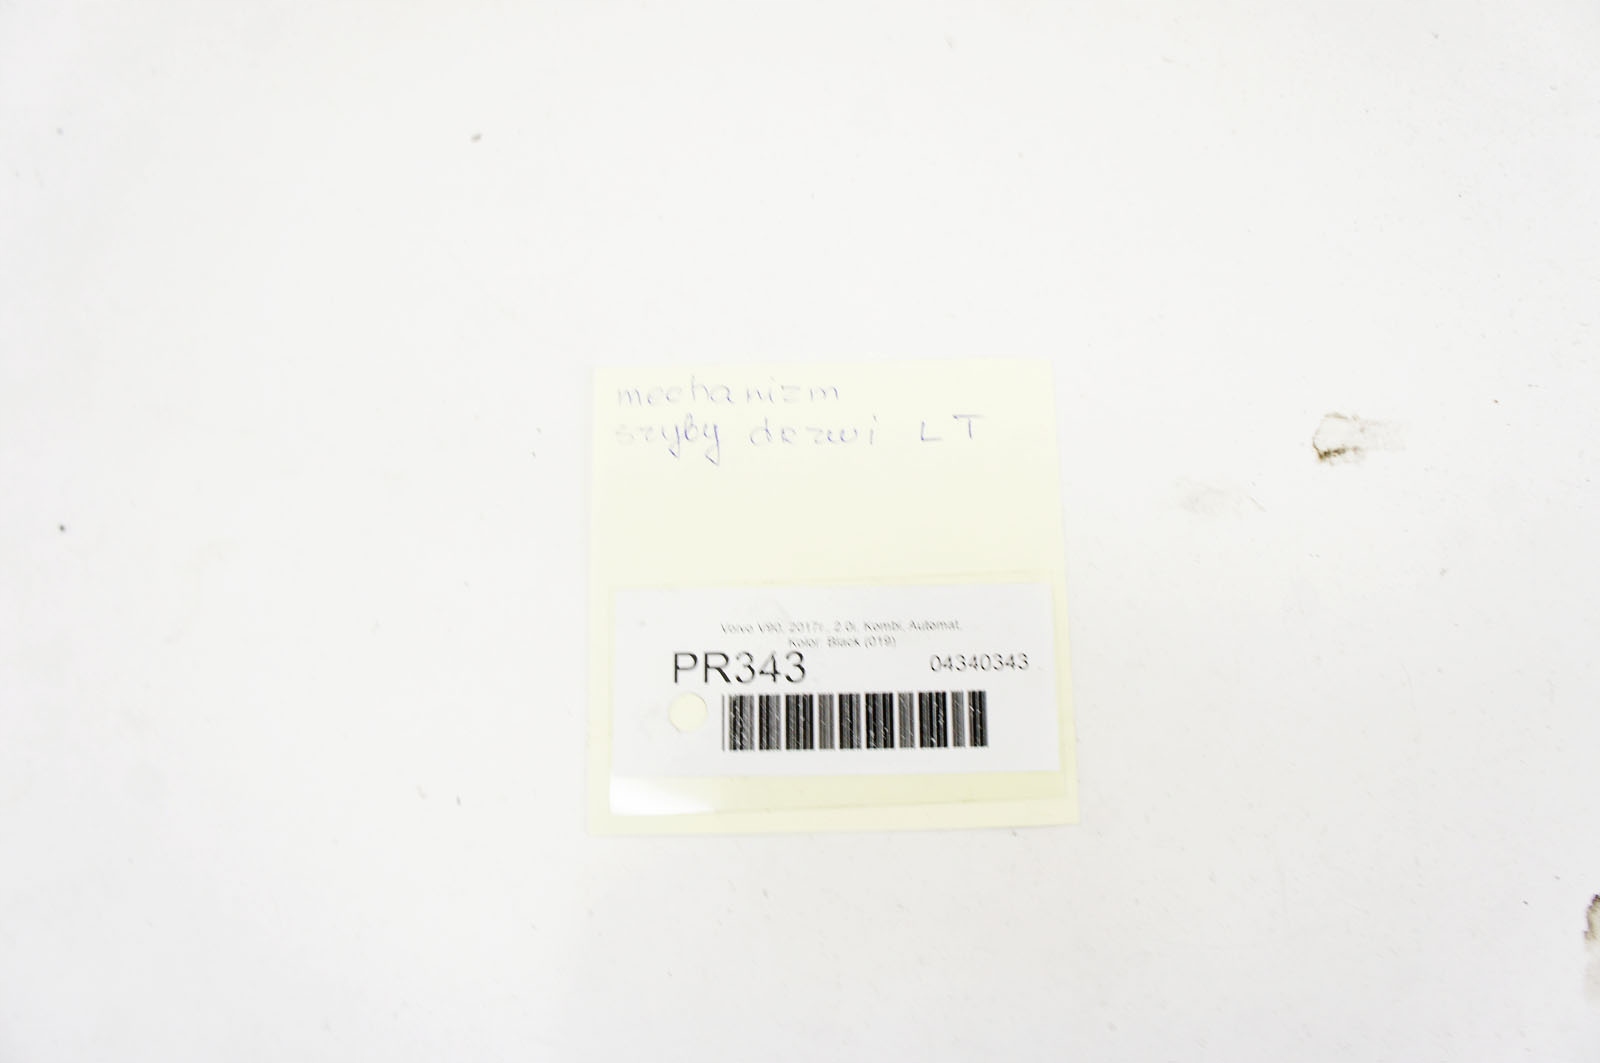 mechanizm
szyby drzwi LT
Volvo V90, 2017r., 2.0i, Kombi, Automat,
Kolor: Black (019)
PR343 04340343